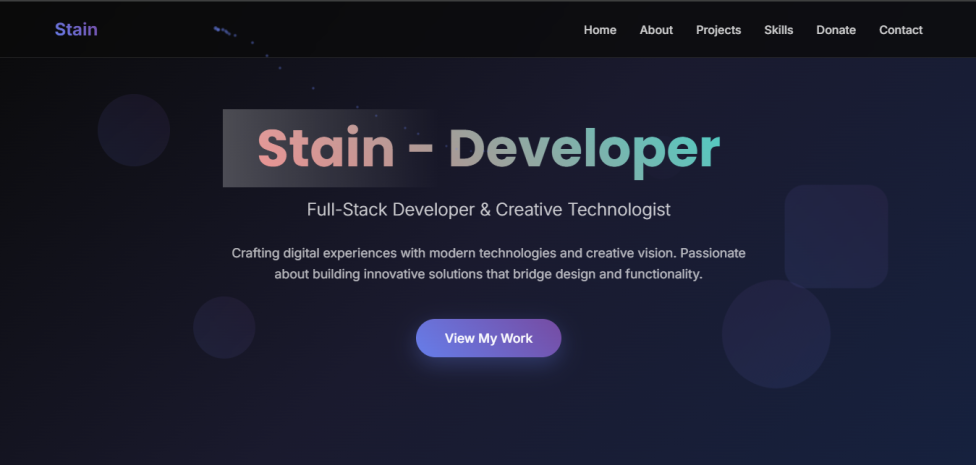 Stain
Home About Projects Skills Donate Contact
Stain - Developer
Full-Stack Developer & Creative Technologist
Crafting digital experiences with modern technologies and creative vision. Passionate
about building innovative solutions that bridge design and functionality.
View My Work